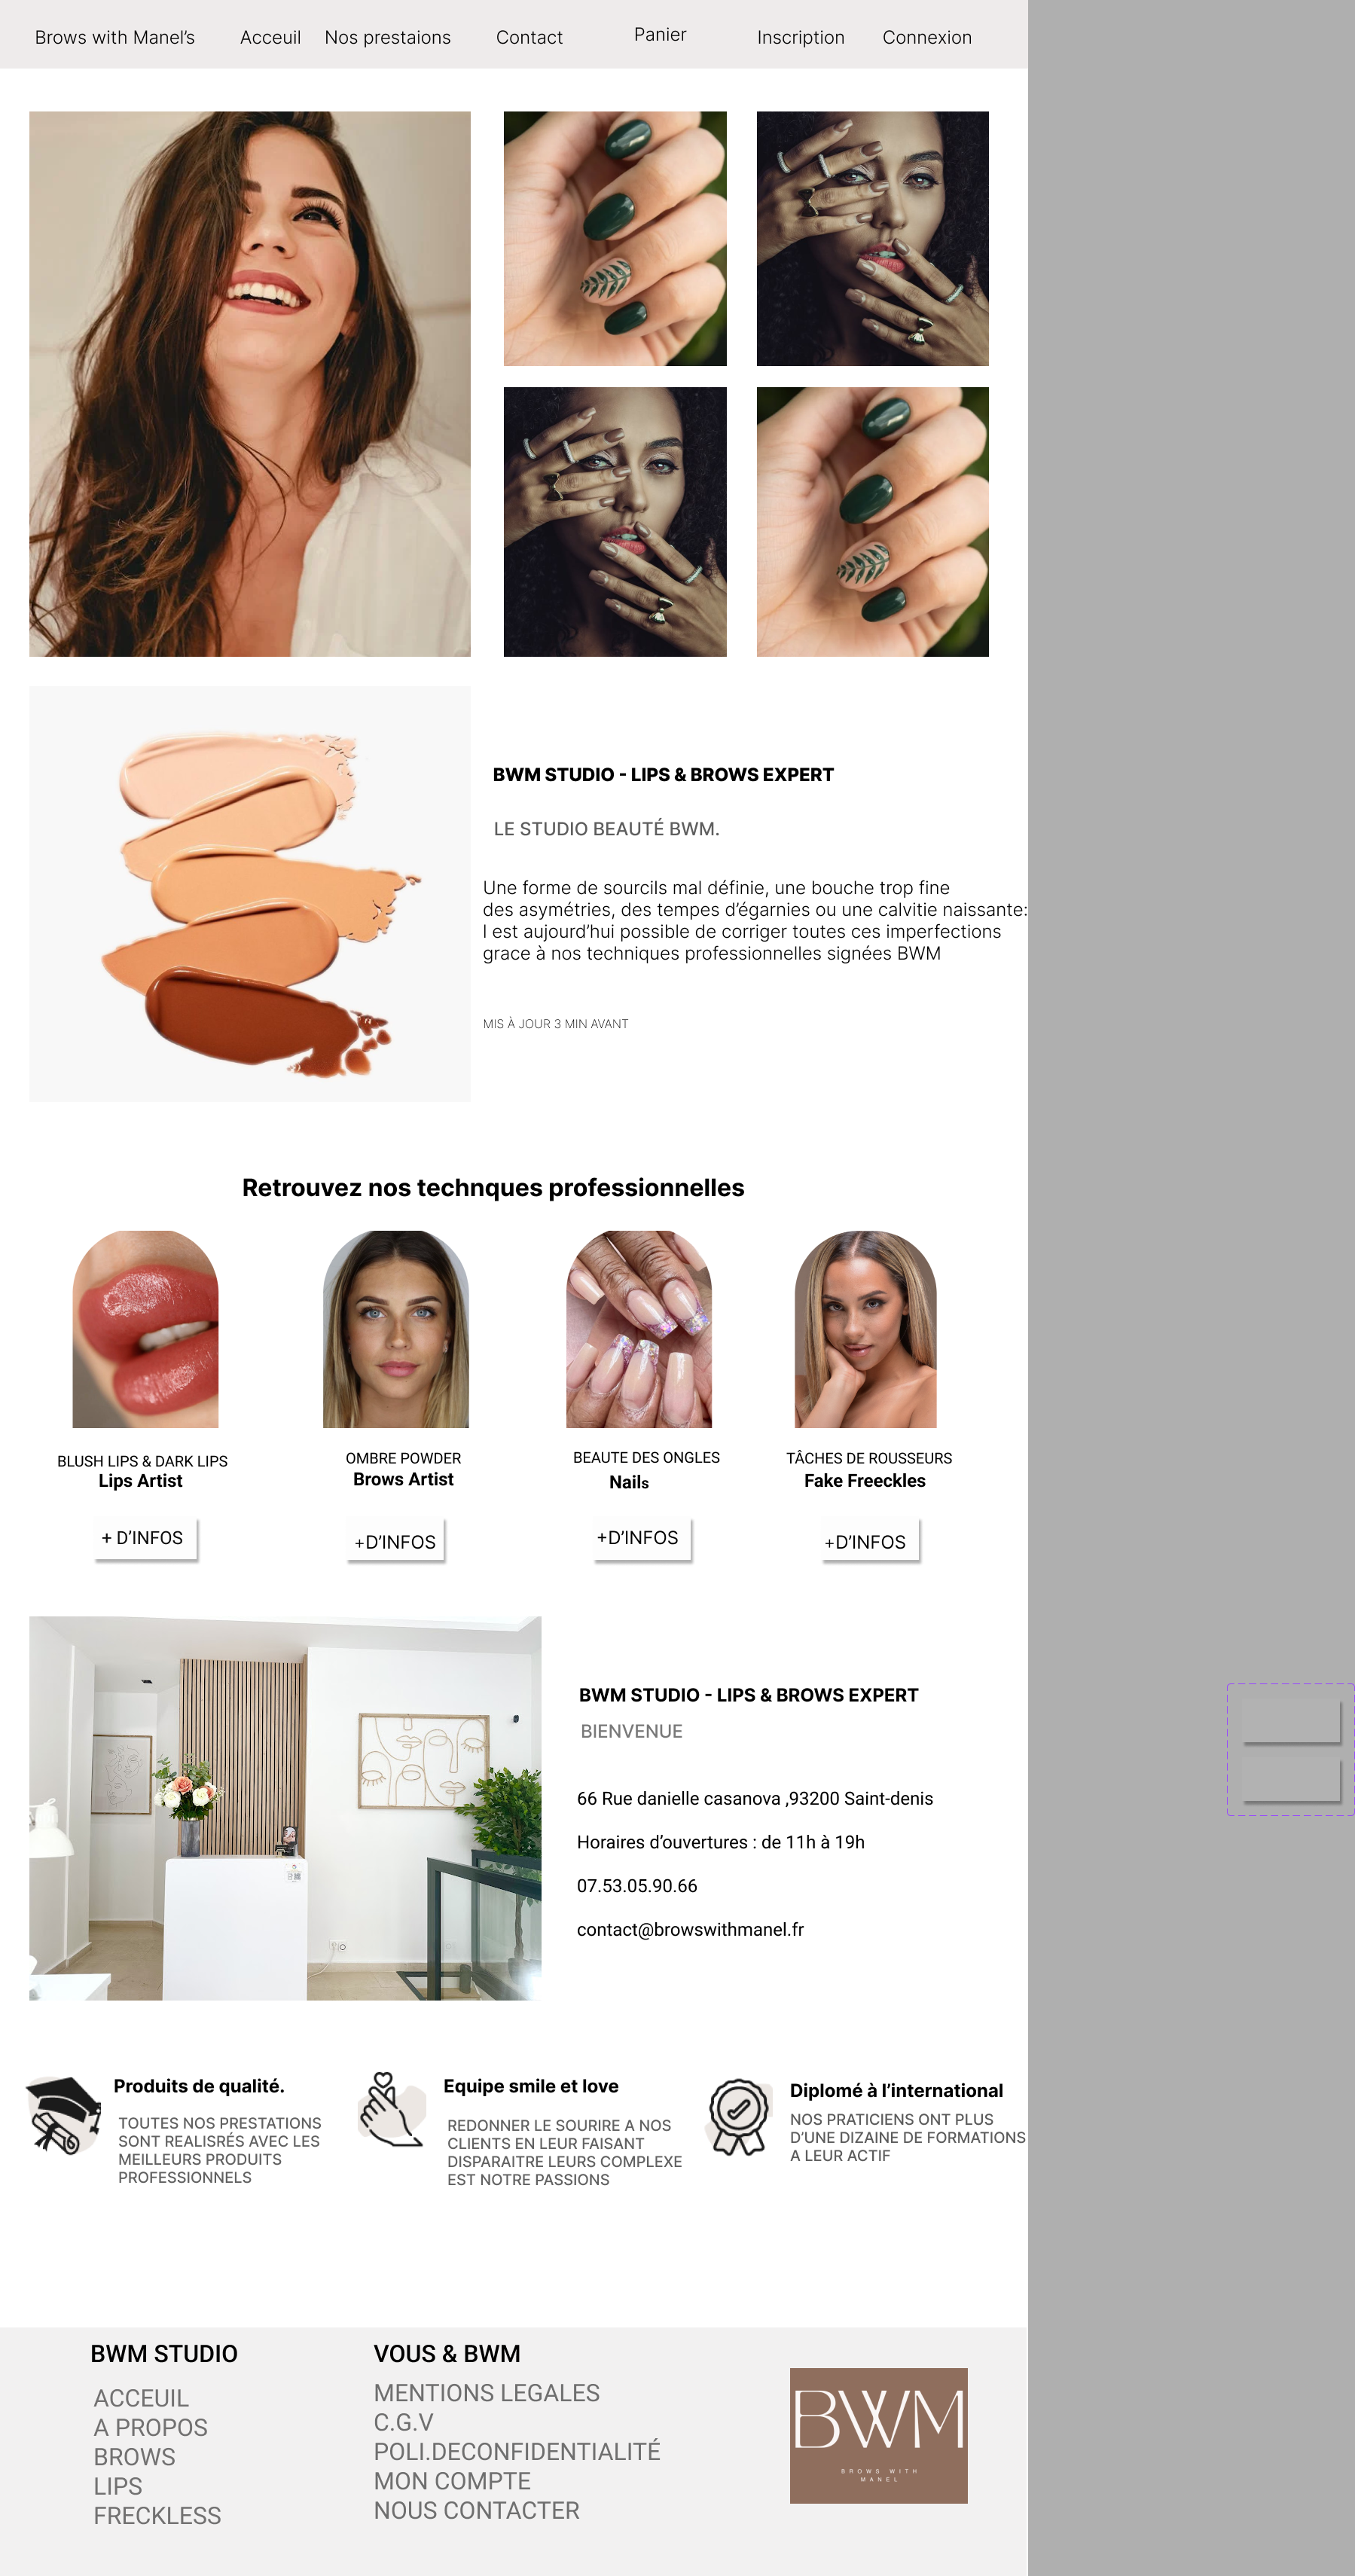 Brows with Manel’s Acceuil Nos prestaions Contact Panier Inscription Connexion
BWM STUDIO - LIPS & BROWS EXPERT
LE STUDIO BEAUTÉ BWM.
Une forme de sourcils mal définie, une bouche trop fine
des asymétries, des tempes d’égarnies ou une calvitie naissante:
l est aujourd’hui possible de corriger toutes ces imperfections
grace à nos techniques professionnelles signées BWM
MIS À JOUR 3 MIN AVANT
Retrouvez nos technques professionnelles
BLUSH LIPS & DARK LIPS
Lips Artist
+ D’INFOS
OMBRE POWDER
Brows Artist
+D’INFOS
BEAUTE DES ONGLES
Nails
+D’INFOS
TÂCHES DE ROUSSEURS
Fake Freeckles
+D’INFOS
BWM STUDIO - LIPS & BROWS EXPERT
BIENVENUE
66 Rue danielle casanova ,93200 Saint-denis
Horaires d’ouvertures : de 11h à 19h
07.53.05.90.66
contact@browswithmanel.fr
Produits de qualité.
TOUTES NOS PRESTATIONS
SONT REALISRÉS AVEC LES
MEILLEURS PRODUITS
PROFESSIONNELS
Equipe smile et love
REDONNER LE SOURIRE A NOS
CLIENTS EN LEUR FAISANT
DISPARAITRE LEURS COMPLEXE
EST NOTRE PASSIONS
Diplomé à l’international
NOS PRATICIENS ONT PLUS
D’UNE DIZAINE DE FORMATIONS
A LEUR ACTIF
BWM STUDIO
ACCEUIL
A PROPOS
BROWS
LIPS
FRECKLESS
VOUS & BWM
MENTIONS LEGALES
C.G.V
POLI.DECONFIDENTIALITÉ
MON COMPTE
NOUS CONTACTER
BWM
BROWS WITH
MANEL